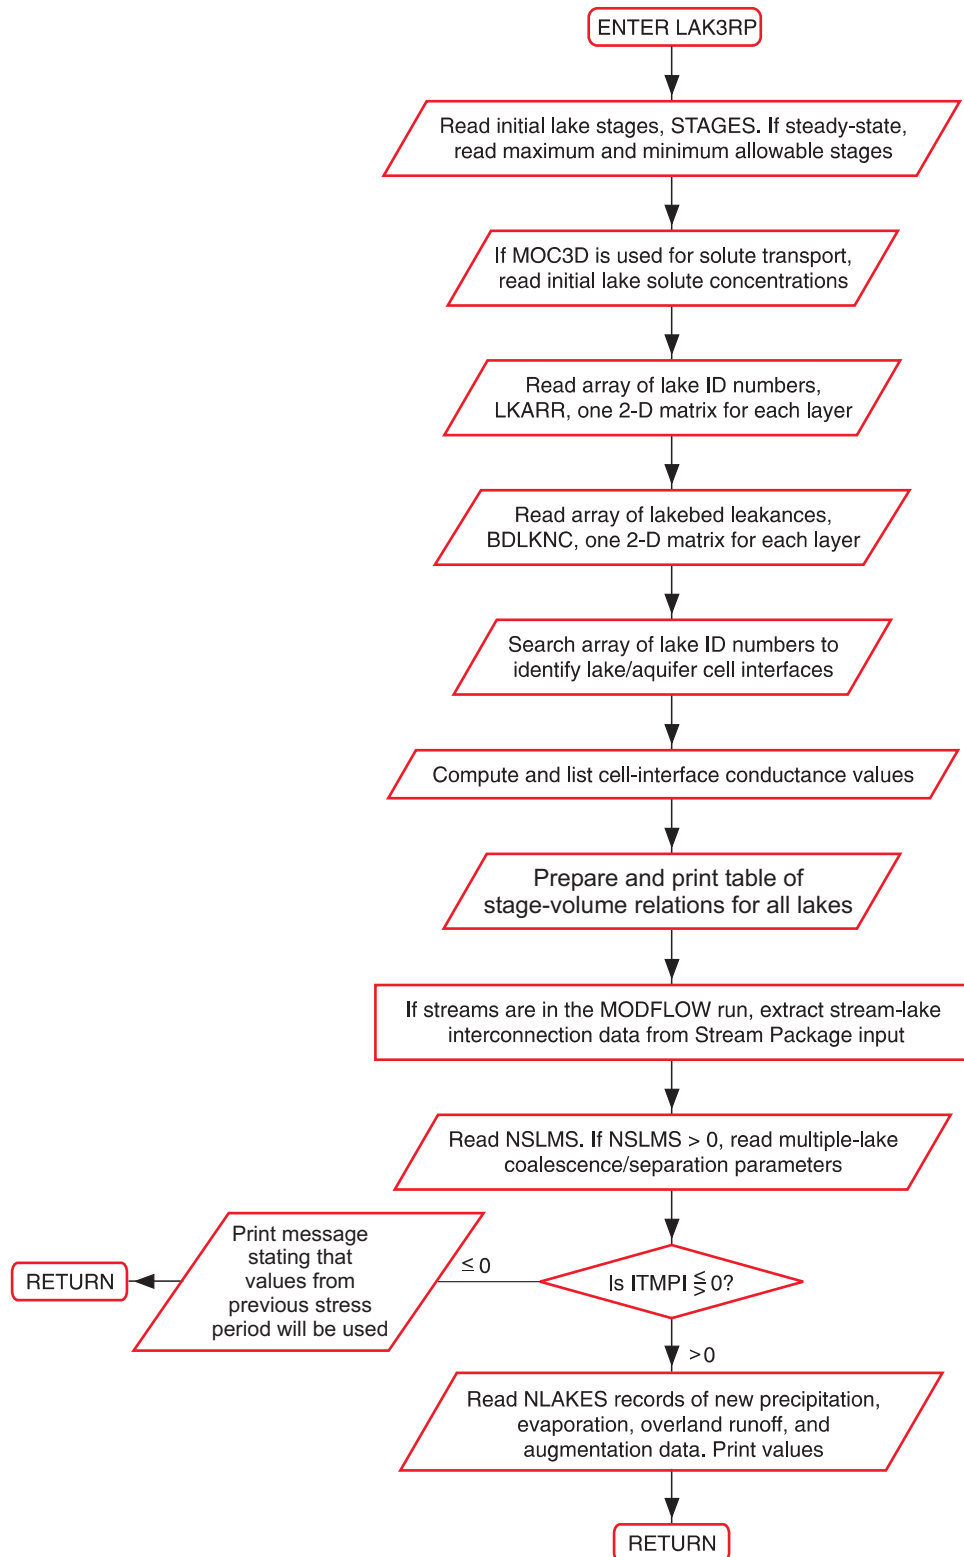 ENTER LAK3RP
Read initial lake stages, STAGES. If steady-state,
read maximum and minimum allowable stages
If MOC3D is used for solute transport,
read initial lake solute concentrations
Read array of lake ID numbers,
LKARR, one 2-D matrix for each layer
Read array of lakebed leakances,
BDLKNC, one 2-D matrix for each layer
Search array of lake ID numbers to
identify lake/aquifer cell interfaces
Compute and list cell-interface conductance values
Prepare and print table of
stage-volume relations for all lakes
If streams are in the MODFLOW run, extract stream-lake
interconnection data from Stream Package input
Read NSLMS. If NSLMS > 0, read multiple-lake
coalescence/separation parameters
Is ITMPI ⪋ 0?
≤ 0
Print message
stating that
values from
previous stress
period will be used
RETURN
>0
Read NLAKES records of new precipitation,
evaporation, overland runoff, and
augmentation data. Print values
RETURN